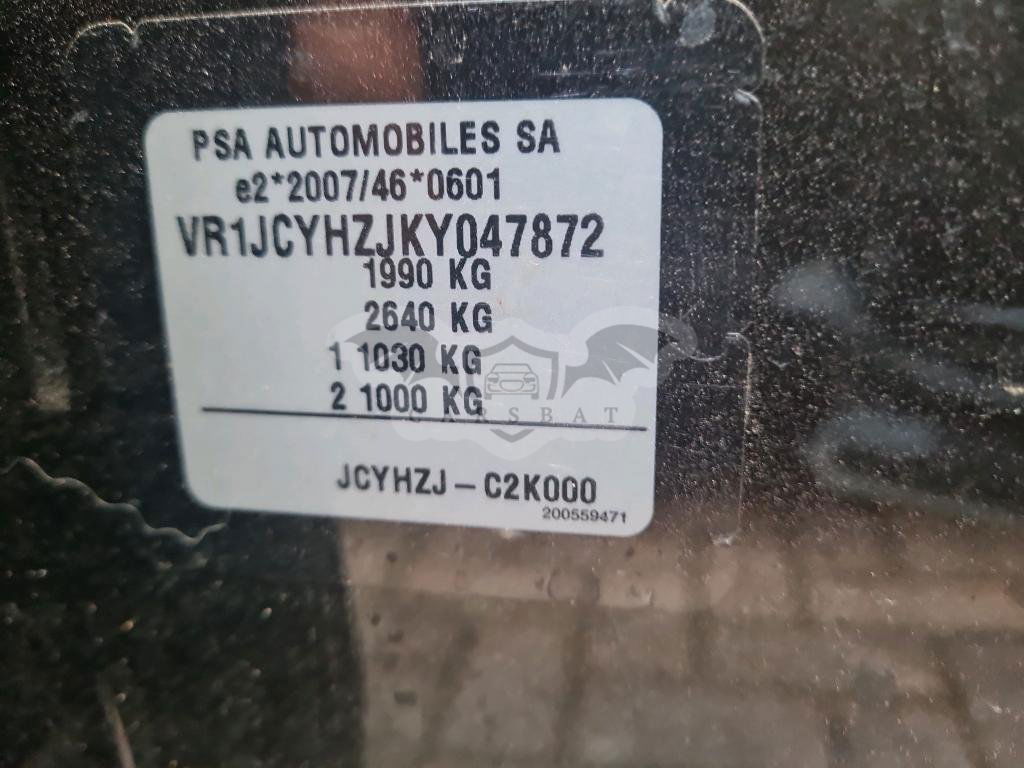 PSA AUTOMOBILES SA
e2*2007/46*0601
VR1JCYHZJKY047872
1990 KG
2640 KG
1 1030 KG
2 1000 KG
CARSBAT
JCYHZJ - C2K000
200559471